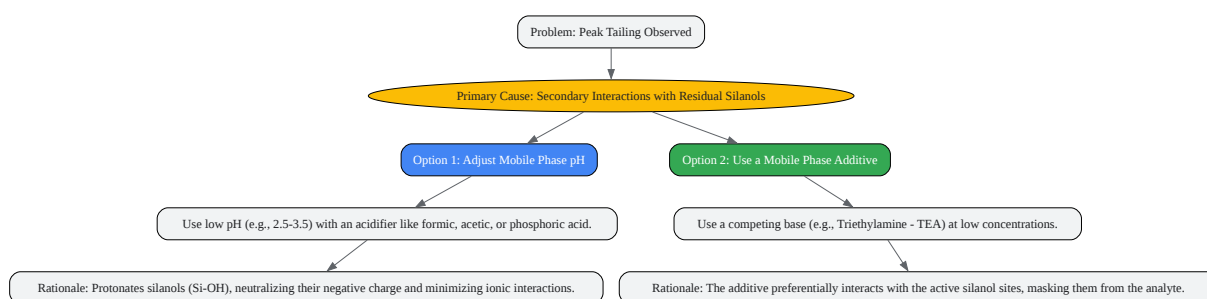 Problem: Peak Tailing Observed
Primary Cause: Secondary Interactions with Residual Silanols
Option 1: Adjust Mobile Phase pH
Option 2: Use a Mobile Phase Additive
Use low pH (e.g., 2.5-3.5) with an acidifier like formic, acetic, or phosphoric acid.
Use a competing base (e.g., Triethylamine - TEA) at low concentrations.
Rationale: Protonates silanols (Si-OH), neutralizing their negative charge and minimizing ionic interactions.
Rationale: The additive preferentially interacts with the active silanol sites, masking them from the analyte.